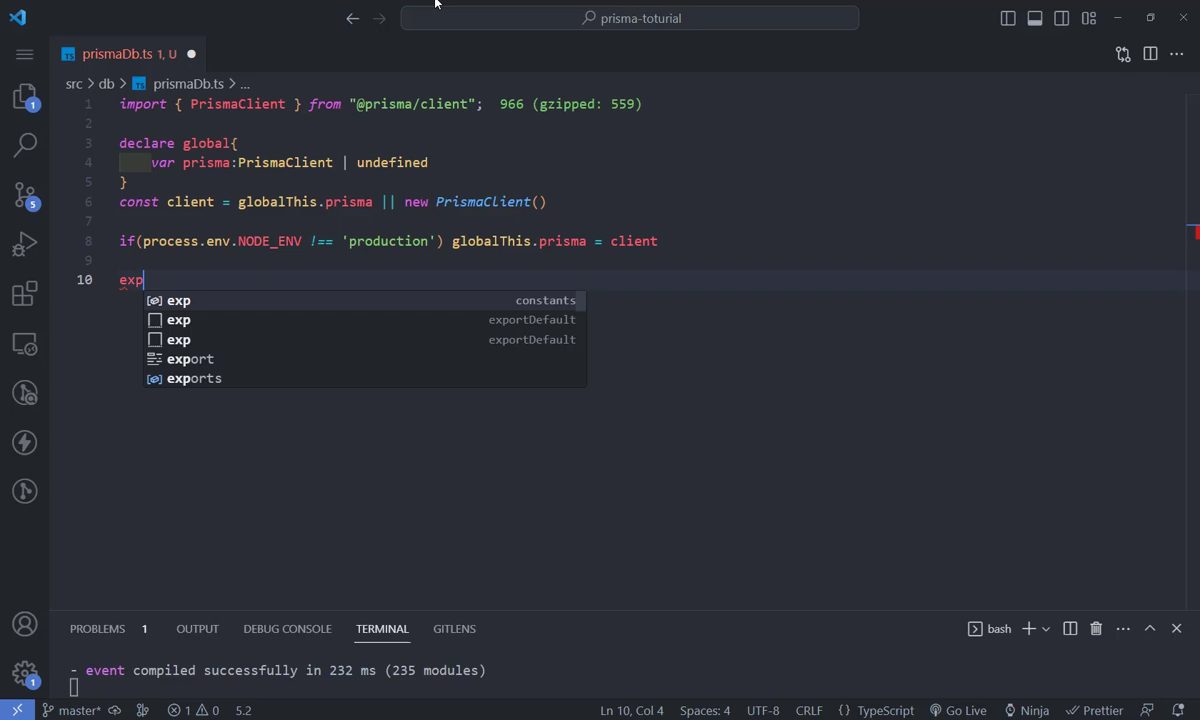 prisma-toturial
prismaDb.ts 1, U
src > db > prismaDb.ts > ...
1 import { PrismaClient } from "@prisma/client"; 966 (gzipped: 559)
2
3 declare global{
4 var prisma:PrismaClient | undefined
5 }
6 const client = globalThis.prisma || new PrismaClient()
7
8 if(process.env.NODE_ENV !== 'production') globalThis.prisma = client
9
10 exp
exp constants
exp exportDefault
exp exportDefault
export
exports
1
5
1
PROBLEMS 1 OUTPUT DEBUG CONSOLE TERMINAL GITLENS bash
- event compiled successfully in 232 ms (235 modules)
master* 1 0 5.2 Ln 10, Col 4 Spaces: 4 UTF-8 CRLF {} TypeScript Go Live Ninja Prettier